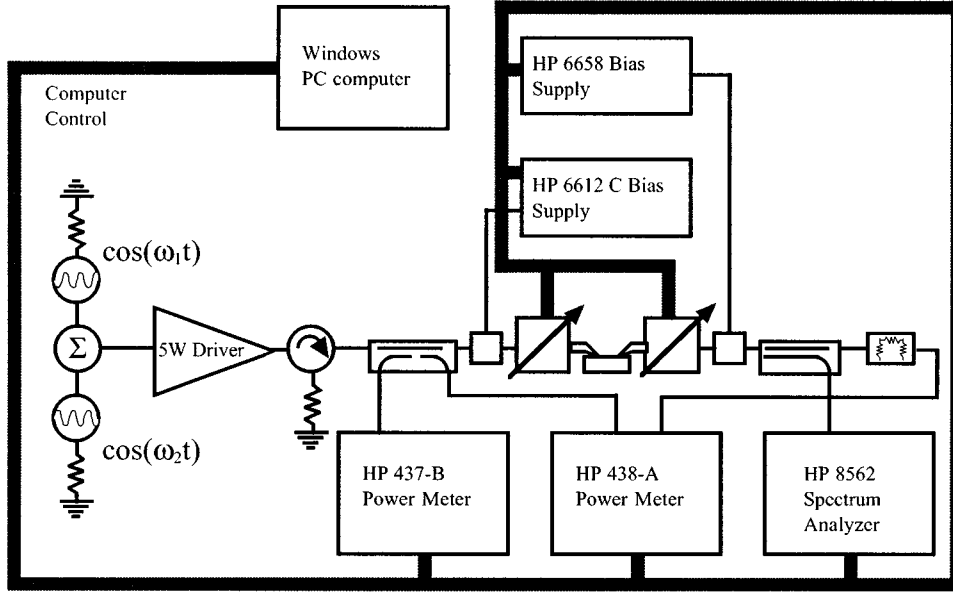 Windows
PC computer
Computer
Control
HP 6658 Bias
Supply
HP 6612 C Bias
Supply
cos(ω₁t)
Σ
5W Driver
cos(ω₂t)
HP 437-B
Power Meter
HP 438-A
Power Meter
HP 8562
Spectrum
Analyzer